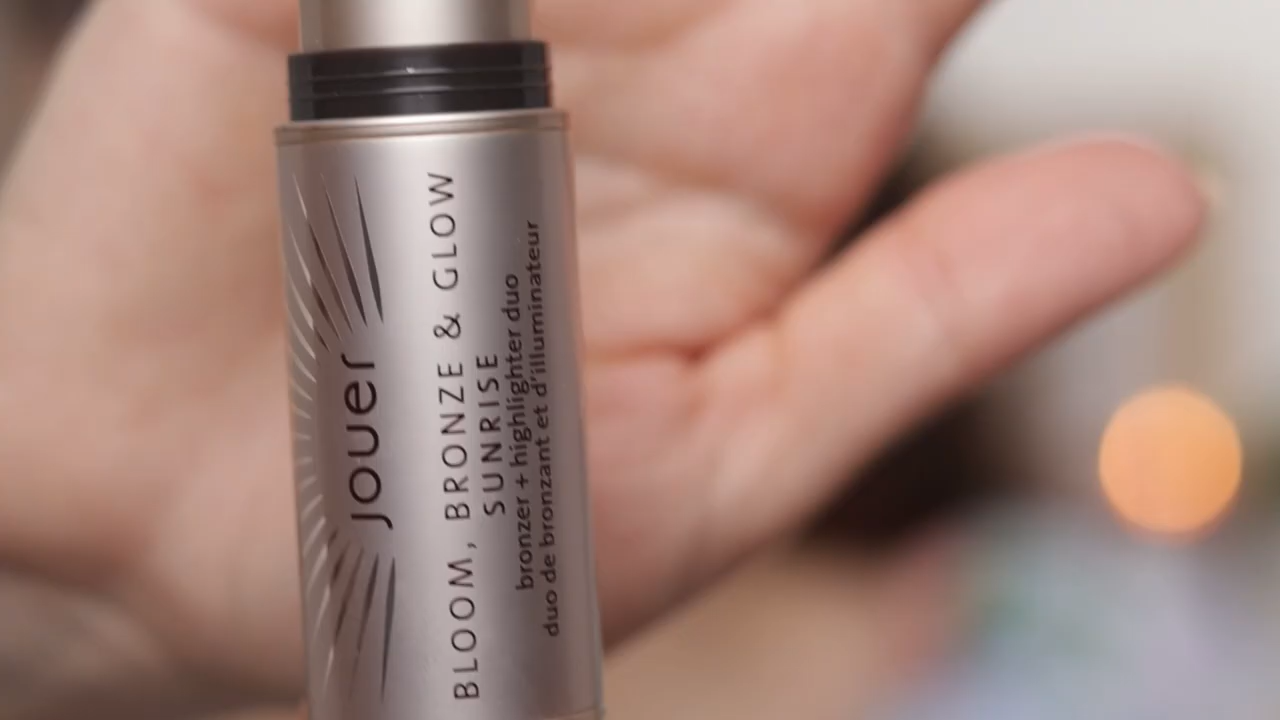 jouer
BLOOM, BRONZE & GLOW
SUNRISE
bronzer + highlighter duo
duo de bronzant et d'illuminateur